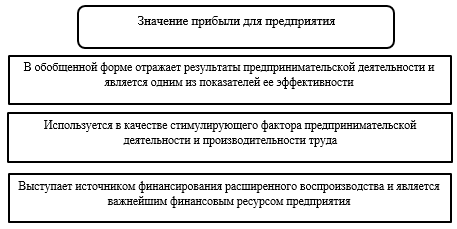 Значение прибыли для предприятия
В обобщенной форме отражает результаты предпринимательской деятельности и
является одним из показателей ее эффективности
Используется в качестве стимулирующего фактора предпринимательской
деятельности и производительности труда
Выступает источником финансирования расширенного воспроизводства и является
важнейшим финансовым ресурсом предприятия